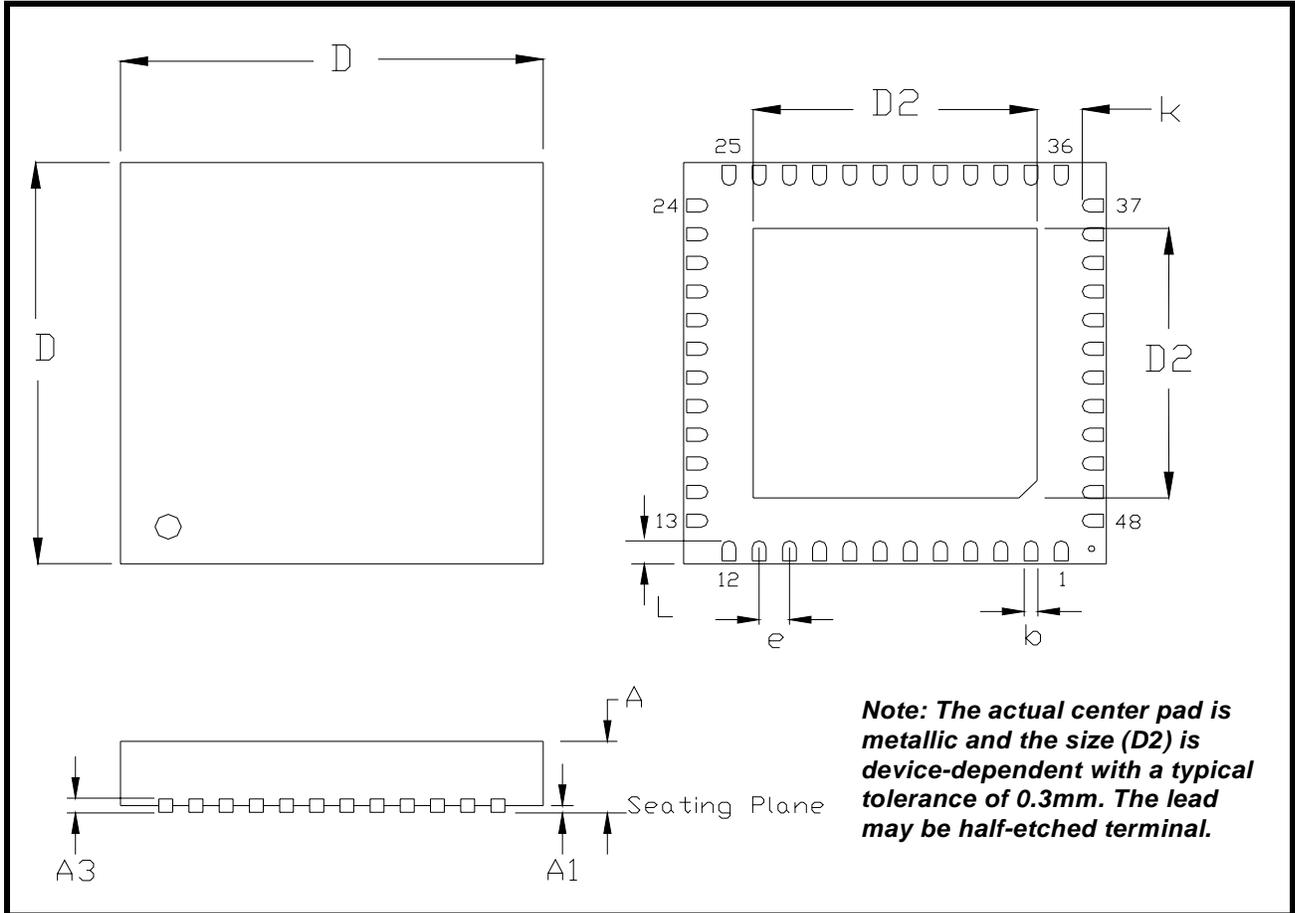 D
D2
k
25
36
24
37
D
D2
13
48
12
1
L
e
b
A
Note: The actual center pad is
metallic and the size (D2) is
device-dependent with a typical
tolerance of 0.3mm. The lead
may be half-etched terminal.
Seating Plane
A3
A1